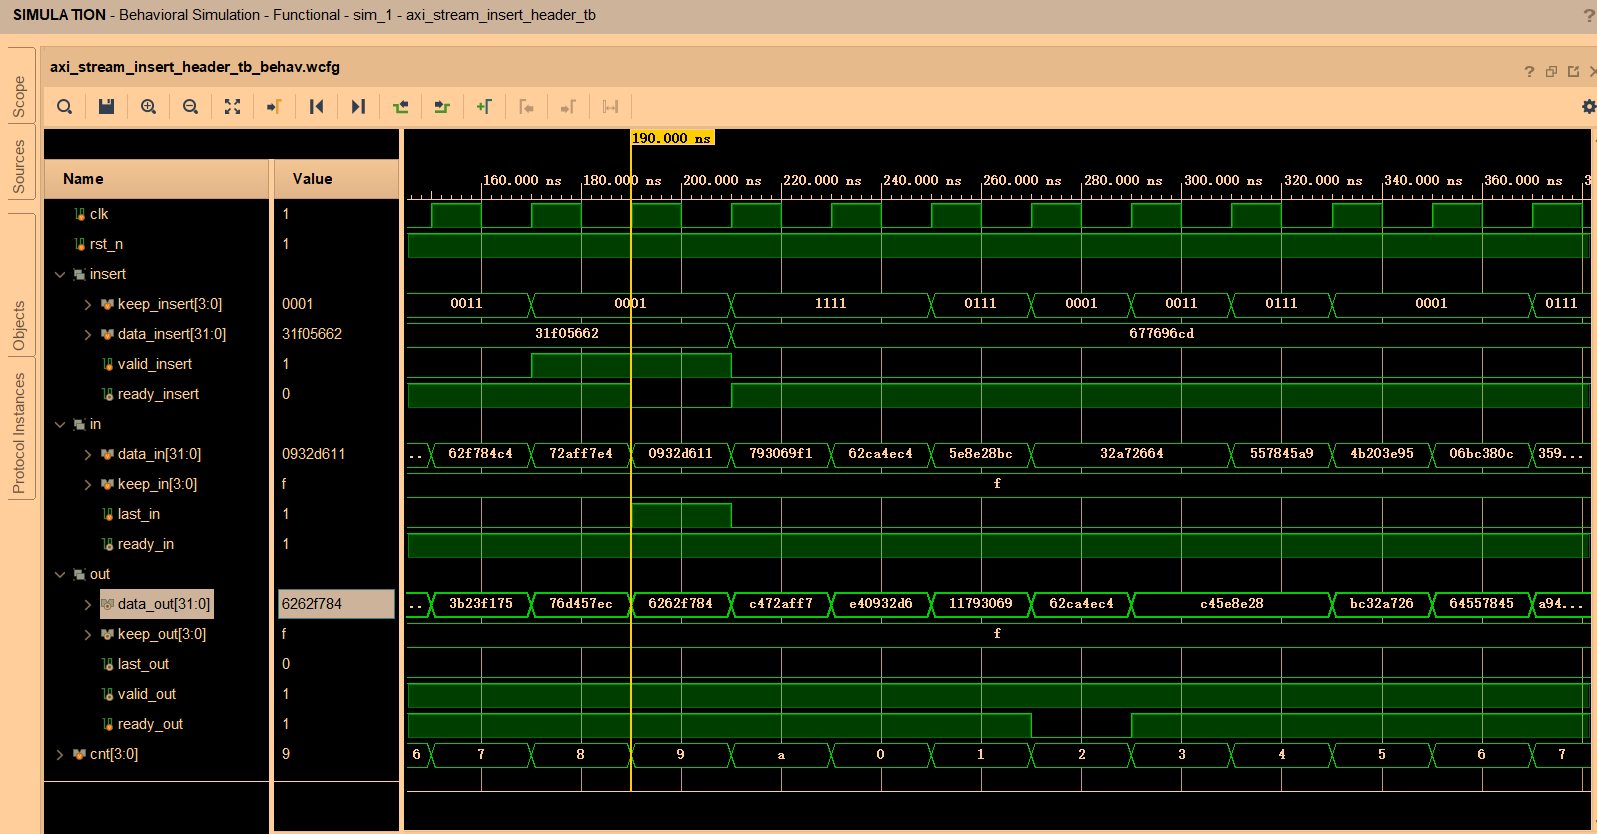 SIMULATION - Behavioral Simulation - Functional - sim_1 - axi_stream_insert_header_tb ?
axi_stream_insert_header_tb_behav.wcfg ?
Scope
Sources
Objects
Protocol Instances
190.000 ns
Name Value
160.000 ns 180.000 ns 200.000 ns 220.000 ns 240.000 ns 260.000 ns 280.000 ns 300.000 ns 320.000 ns 340.000 ns 360.000 ns 3
clk 1
rst_n 1
insert
keep_insert[3:0] 0001 0011 0001 1111 0111 0001 0011 0111 0001 0111
data_insert[31:0] 31f05662 31f05662 677696cd
valid_insert 1
ready_insert 0
in
data_in[31:0] 0932d611 .. 62f784c4 72aff7e4 0932d611 793069f1 62ca4ec4 5e8e28bc 32a72664 557845a9 4b203e95 06bc380c 359...
keep_in[3:0] f f
last_in 1
ready_in 1
out
data_out[31:0] 6262f784 .. 3b23f175 76d457ec 6262f784 c472aff7 e40932d6 11793069 62ca4ec4 c45e8e28 bc32a726 64557845 a94...
keep_out[3:0] f f
last_out 0
valid_out 1
ready_out 1
cnt[3:0] 9 6 7 8 9 a 0 1 2 3 4 5 6 7